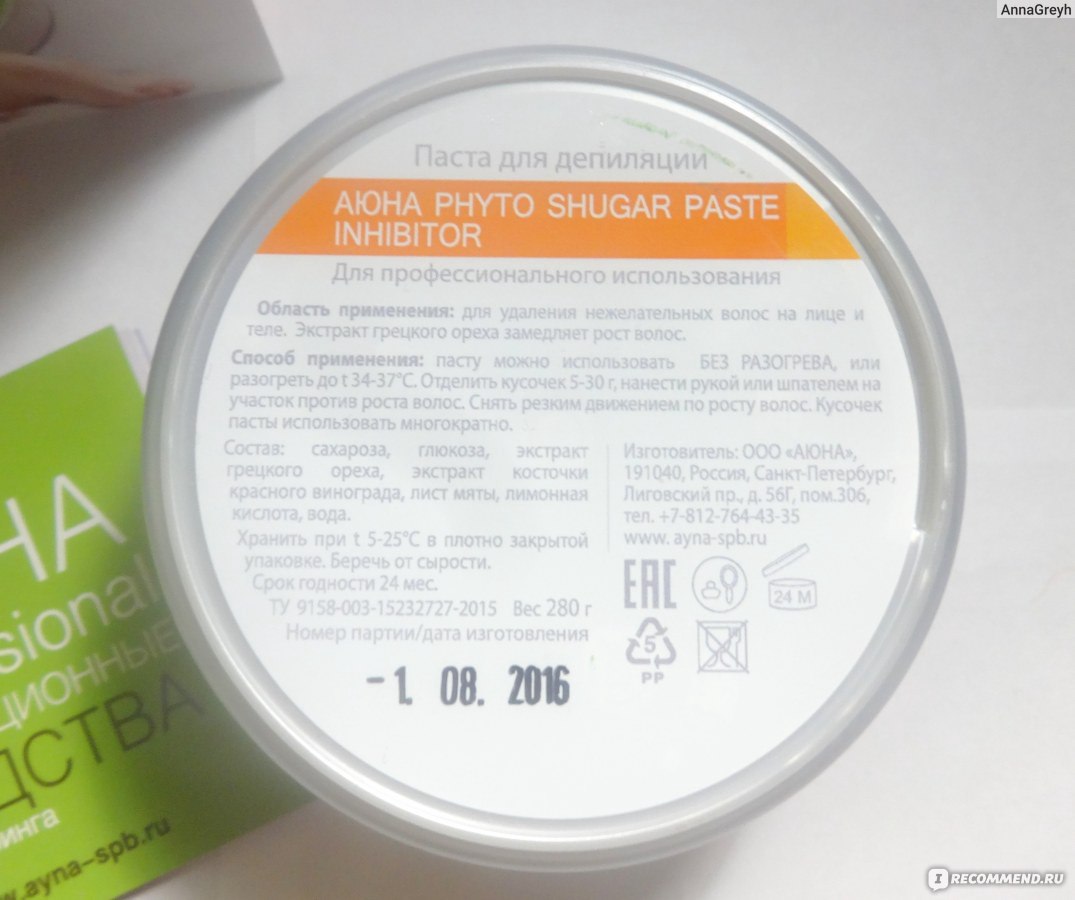 AnnaGreyh
Паста для депиляции
АЮНА PHYTO SHUGAR PASTE
INHIBITOR
Для профессионального использования
Область применения: для удаления нежелательных волос на лице и
теле. Экстракт грецкого ореха замедляет рост волос.
Способ применения: пасту можно использовать БЕЗ РАЗОГРЕВА, или
разогреть до t 34-37°С. Отделить кусочек 5-30 г, нанести рукой или шпателем на
участок против роста волос. Снять резким движением по росту волос. Кусочек
пасты использовать многократно.
Состав: сахароза, глюкоза, экстракт
грецкого ореха, экстракт косточки
красного винограда, лист мяты, лимонная
кислота, вода.
Хранить при t 5-25°С в плотно закрытой
упаковке. Беречь от сырости.
Срок годности 24 мес.
ТУ 9158-003-15232727-2015 Вес 280 г
Номер партии/дата изготовления
-1. 08. 2016
Изготовитель: ООО «АЮНА»,
191040, Россия, Санкт-Петербург,
Лиговский пр., д. 56Г, пом.306,
тел. +7-812-764-43-35
www. ayna-spb.ru
ЕАС
24 M
5
PP
НА
sional
ционные
ДСТВА
инга
w.ayna-spb.ru
IRECOMMEND.RU